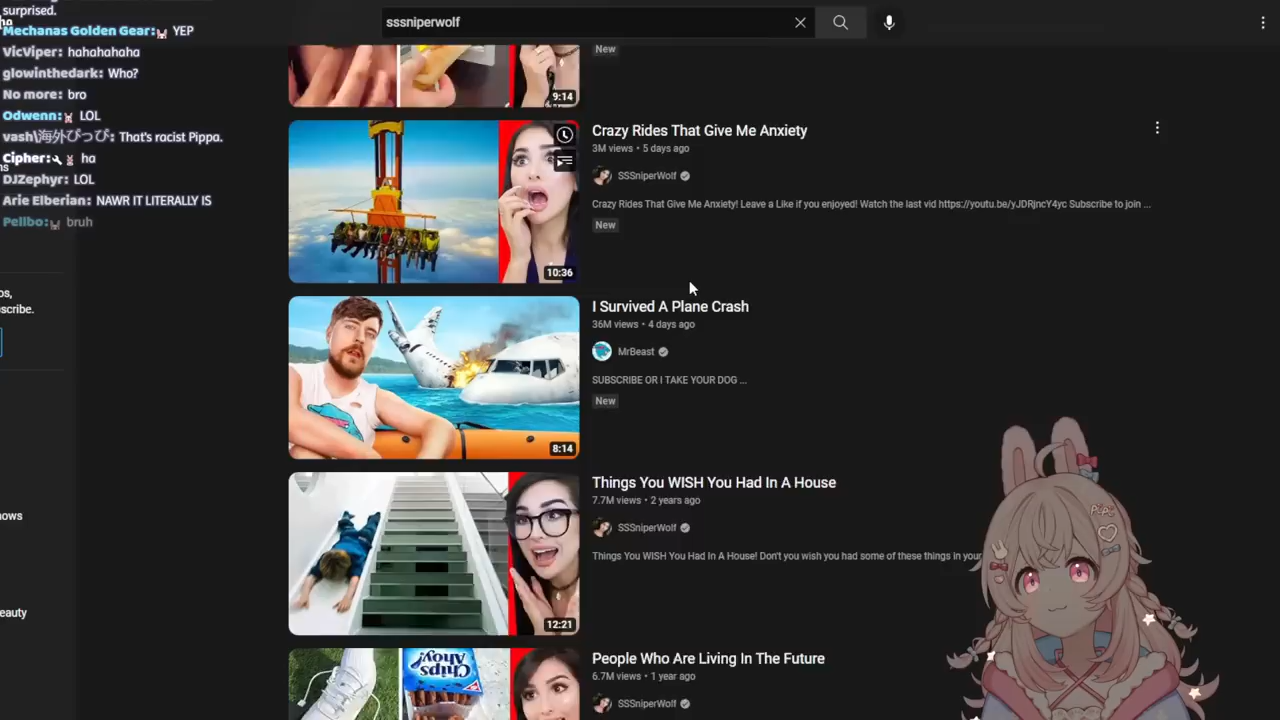 surprised.
Mechanas Golden Gear: YEP
VicViper: hahahahaha
glowinthedark: Who?
No more: bro
Odwenn: LOL
vash\海外ぴっぴ: That's racist Pippa.
Cipher: ha
DJZephyr: LOL
Arie Elberian: NAWR IT LITERALLY IS
Pellbo: bruh
scribe.
nows
eauty
sssniperwolf
New
9:14
Crazy Rides That Give Me Anxiety
3M views • 5 days ago
SSSniperWolf
Crazy Rides That Give Me Anxiety! Leave a Like if you enjoyed! Watch the last vid https://youtu.be/yJDRjncY4yc Subscribe to join ...
New
10:36
I Survived A Plane Crash
36M views • 4 days ago
MrBeast
SUBSCRIBE OR I TAKE YOUR DOG ...
New
8:14
Things You WISH You Had In A House
7.7M views • 2 years ago
SSSniperWolf
Things You WISH You Had In A House! Don't you wish you had some of these things in your
12:21
Chips Ahoy!
People Who Are Living In The Future
6.7M views • 1 year ago
SSSniperWolf